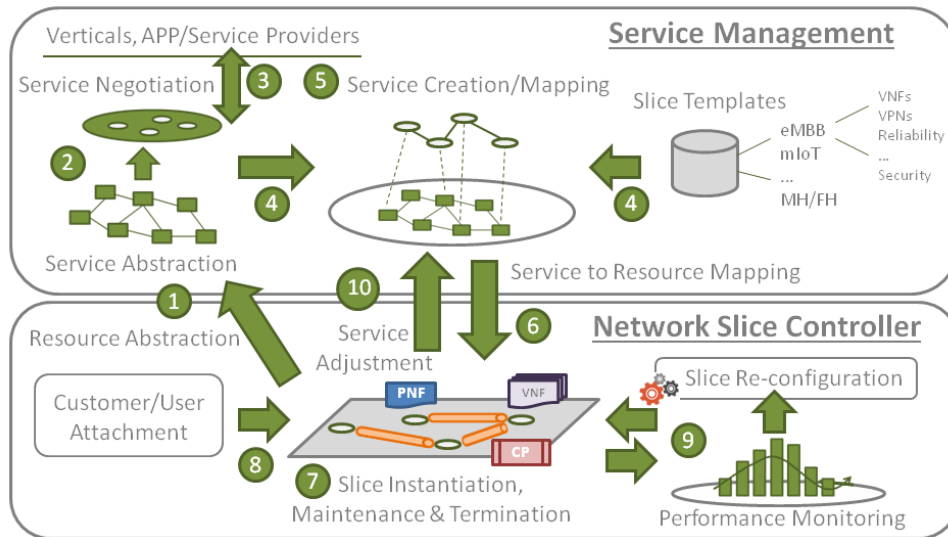 Service Management
Verticals, APP/Service Providers
Service Negotiation
3
5
Service Creation/Mapping
Slice Templates
VNFs
VPNs
Reliability
...
Security
eMBB
mIoT
...
MH/FH
2
4
4
Service Abstraction
1
10
Service to Resource Mapping
6
Network Slice Controller
Resource Abstraction
Service
Adjustment
PNF
VNF
Slice Re-configuration
Customer/User
Attachment
CP
8
9
7
Slice Instantiation,
Maintenance & Termination
Performance Monitoring